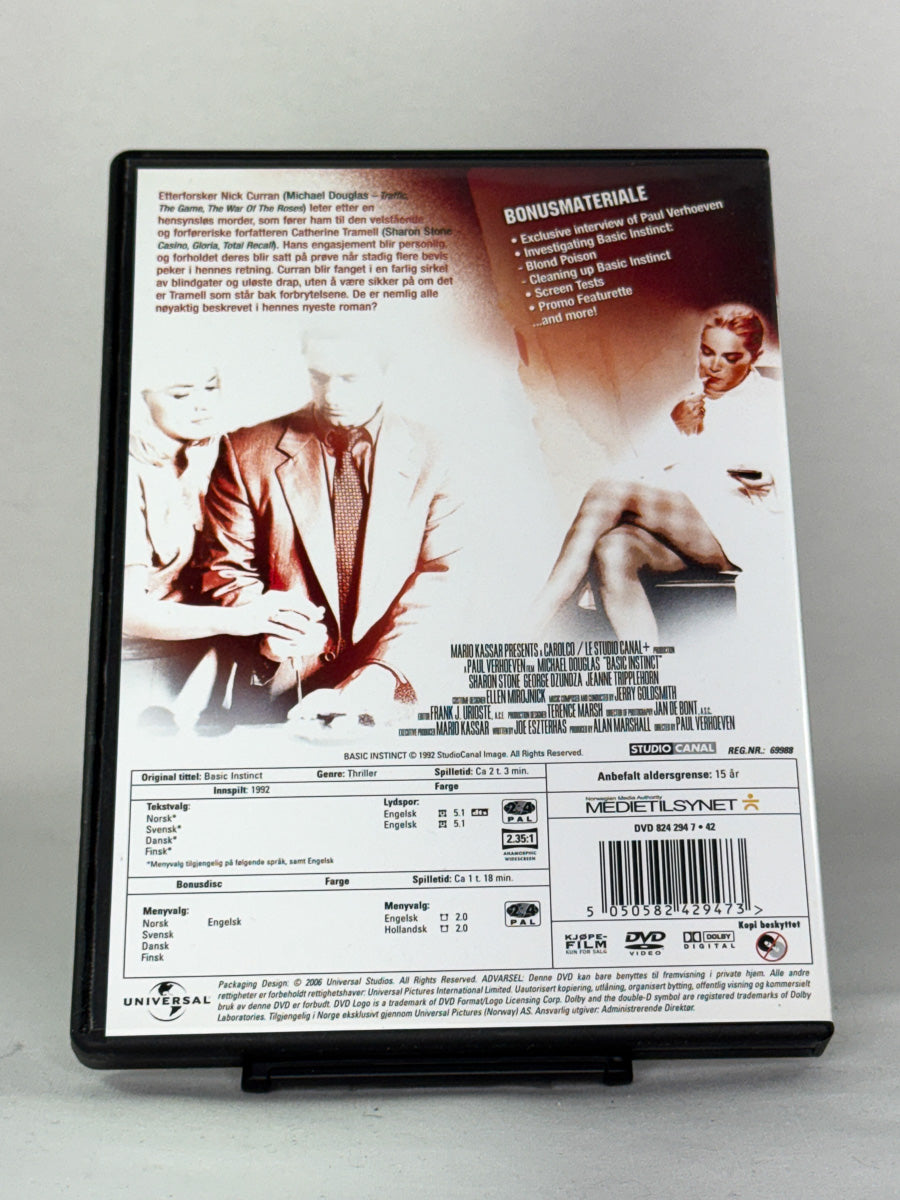 Etterforsker Nick Curran (Michael Douglas – Traffic,
The Game, The War Of The Roses) leter etter en
hensynsløs morder, som fører ham til den velstående
og forføreriske forfatteren Catherine Tramell (Sharon Stone –
Casino, Gloria, Total Recall). Hans engasjement blir personlig,
og forholdet deres blir satt på prøve når stadig flere bevis
peker i hennes retning. Curran blir fanget i en farlig sirkel
av blindgater og uløste drap, uten å være sikker på om det
er Tramell som står bak forbrytelsene. De er nemlig alle
nøyaktig beskrevet i hennes nyeste roman?
BONUSMATERIALE
• Exclusive interview of Paul Verhoeven
• Investigating Basic Instinct:
- Blond Poison
- Cleaning up Basic Instinct
• Screen Tests
• Promo Featurette
...and more!
MARIO KASSAR PRESENTS A CAROLCO / LE STUDIO CANAL+ PRODUCTION
A PAUL VERHOEVEN FILM MICHAEL DOUGLAS "BASIC INSTINCT"
SHARON STONE GEORGE DZUNDZA JEANNE TRIPPLEHORN
COSTUME DESIGNER ELLEN MIROJNICK MUSIC COMPOSED AND CONDUCTED BY JERRY GOLDSMITH
EDITOR FRANK J. URIOSTE, A.C.E. PRODUCTION DESIGNER TERENCE MARSH DIRECTOR OF PHOTOGRAPHY JAN DE BONT, A.S.C.
EXECUTIVE PRODUCER MARIO KASSAR WRITTEN BY JOE ESZTERHAS PRODUCED BY ALAN MARSHALL DIRECTED BY PAUL VERHOEVEN
BASIC INSTINCT © 1992 StudioCanal Image. All Rights Reserved.
STUDIO CANAL
REG.NR.: 69988
Original tittel: Basic Instinct Genre: Thriller Spilletid: Ca 2 t. 3 min.
Innspilt: 1992 Farge
Tekstvalg:
Norsk*
Svensk*
Dansk*
Finsk*
*Menyvalg tilgjengelig på følgende språk, samt Engelsk
Lydspor:
Engelsk 5.1 dts
Engelsk 5.1
2 4
PAL
2.35:1
ANAMORPHIC
WIDESCREEN
Bonusdisc Farge Spilletid: Ca 1 t. 18 min.
Menyvalg:
Norsk Engelsk
Svensk
Dansk
Finsk
Menyvalg:
Engelsk 2.0
Hollandsk 2.0
2 4
PAL
Anbefalt aldersgrense: 15 år
Norwegian Media Authority
MEDIETILSYNET
DVD 824 294 7 • 42
5 050582 429473 >
Kopi beskyttet
KJØPE-
FILM
KUN FOR SALG
DVD
VIDEO
DOLBY
DIGITAL
UNIVERSAL
Packaging Design: © 2006 Universal Studios. All Rights Reserved. ADVARSEL: Denne DVD kan bare benyttes til fremvisning i private hjem. Alle andre
rettigheter er forbeholdt rettighetshaver: Universal Pictures International Limited. Uautorisert kopiering, utlåning, organisert bytting, offentlig visning og kommersielt
bruk av denne DVD er forbudt. DVD Logo is a trademark of DVD Format/Logo Licensing Corp. Dolby and the double-D symbol are registered trademarks of Dolby
Laboratories. Tilgjengelig i Norge eksklusivt gjennom Universal Pictures (Norway) AS. Ansvarlig utgiver: Administrerende Direktør.